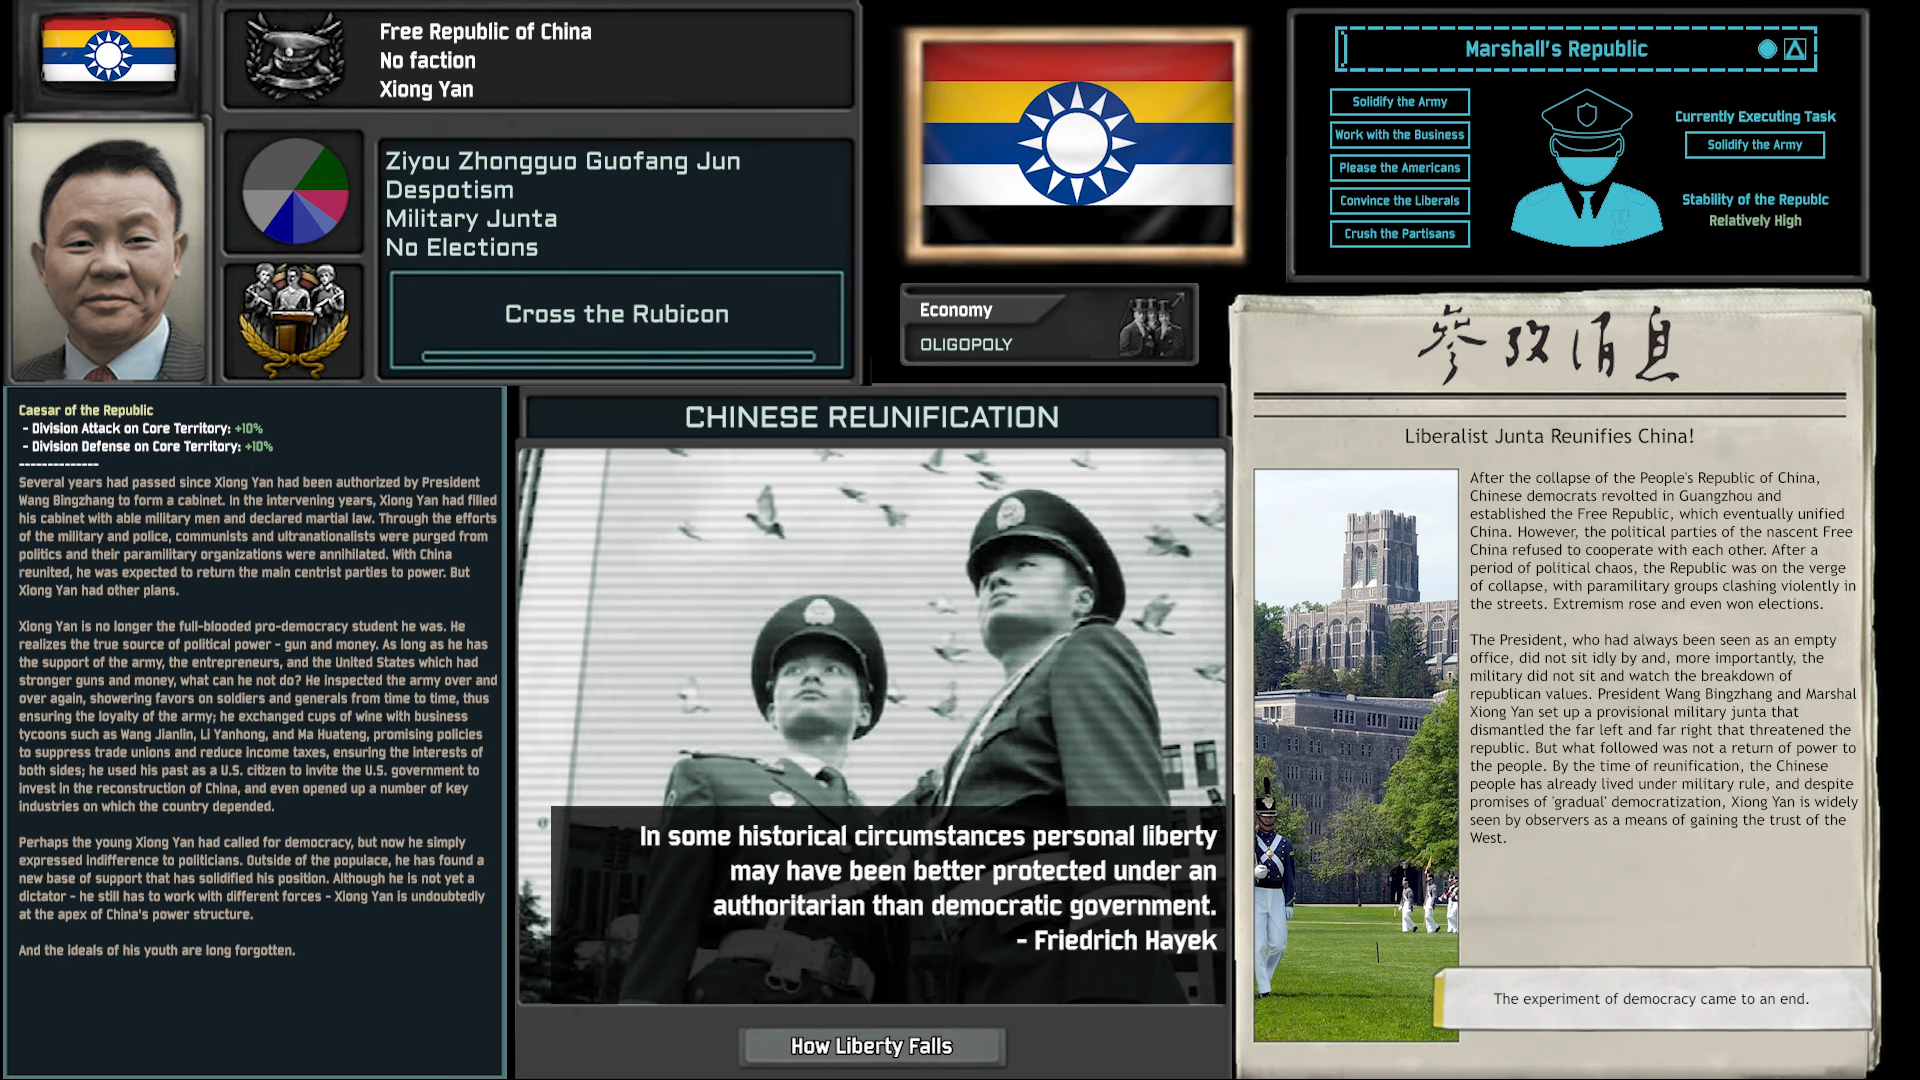 Free Republic of China
No faction
Xiong Yan
Ziyou Zhongguo Guofang Jun
Despotism
Military Junta
No Elections
Cross the Rubicon
Economy
OLIGOPOLY
Marshall's Republic
Solidify the Army
Work with the Business
Please the Americans
Convince the Liberals
Crush the Partisans
Currently Executing Task
Solidify the Army
Stability of the Republc
Relatively High
Caesar of the Republic
- Division Attack on Core Territory: +10%
- Division Defense on Core Territory: +10%
--------------
Several years had passed since Xiong Yan had been authorized by President
Wang Bingzhang to form a cabinet. In the intervening years, Xiong Yan had filled
his cabinet with able military men and declared martial law. Through the efforts
of the military and police, communists and ultranationalists were purged from
politics and their paramilitary organizations were annihilated. With China
reunited, he was expected to return the main centrist parties to power. But
Xiong Yan had other plans.
Xiong Yan is no longer the full-blooded pro-democracy student he was. He
realizes the true source of political power - gun and money. As long as he has
the support of the army, the entrepreneurs, and the United States which had
stronger guns and money, what can he not do? He inspected the army over and
over again, showering favors on soldiers and generals from time to time, thus
ensuring the loyalty of the army; he exchanged cups of wine with business
tycoons such as Wang Jianlin, Li Yanhong, and Ma Huateng, promising policies
to suppress trade unions and reduce income taxes, ensuring the interests of
both sides; he used his past as a U.S. citizen to invite the U.S. government to
invest in the reconstruction of China, and even opened up a number of key
industries on which the country depended.
Perhaps the young Xiong Yan had called for democracy, but now he simply
expressed indifference to politicians. Outside of the populace, he has found a
new base of support that has solidified his position. Although he is not yet a
dictator - he still has to work with different forces - Xiong Yan is undoubtedly
at the apex of China's power structure.
And the ideals of his youth are long forgotten.
CHINESE REUNIFICATION
In some historical circumstances personal liberty
may have been better protected under an
authoritarian than democratic government.
- Friedrich Hayek
How Liberty Falls
参攷消息
Liberalist Junta Reunifies China!
After the collapse of the People's Republic of China,
Chinese democrats revolted in Guangzhou and
established the Free Republic, which eventually unified
China. However, the political parties of the nascent Free
China refused to cooperate with each other. After a
period of political chaos, the Republic was on the verge
of collapse, with paramilitary groups clashing violently in
the streets. Extremism rose and even won elections.
The President, who had always been seen as an empty
office, did not sit idly by and, more importantly, the
military did not sit and watch the breakdown of
republican values. President Wang Bingzhang and Marshal
Xiong Yan set up a provisional military junta that
dismantled the far left and far right that threatened the
republic. But what followed was not a return of power to
the people. By the time of reunification, the Chinese
people has already lived under military rule, and despite
promises of 'gradual' democratization, Xiong Yan is widely
seen by observers as a means of gaining the trust of the
West.
The experiment of democracy came to an end.